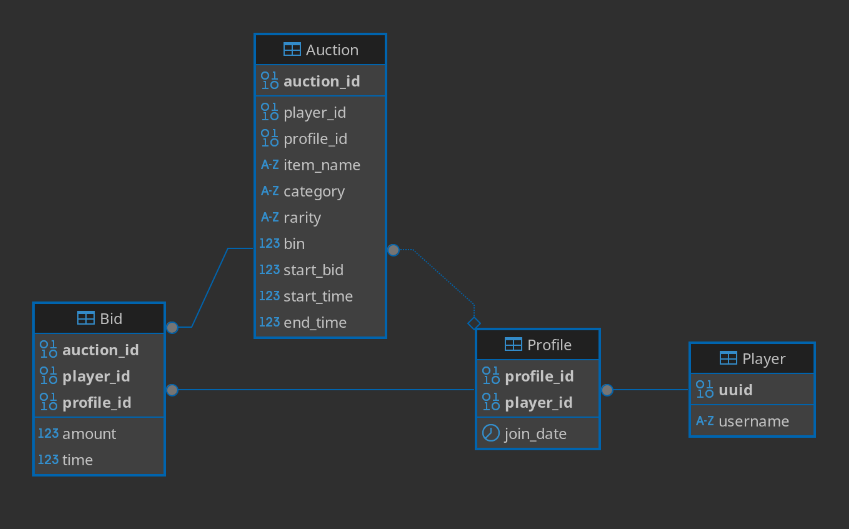 Auction
auction_id
player_id
profile_id
A-Z item_name
A-Z category
A-Z rarity
123 bin
123 start_bid
123 start_time
123 end_time
Bid
auction_id
player_id
profile_id
123 amount
123 time
Profile
profile_id
player_id
join_date
Player
uuid
A-Z username